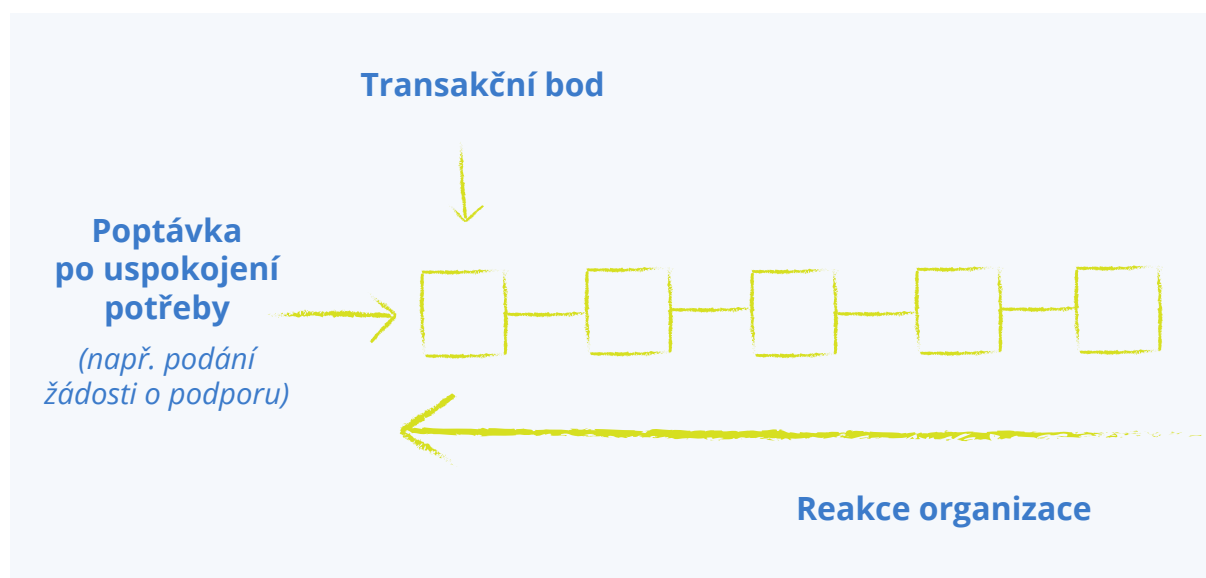 Transakční bod
Poptávka
po uspokojení
potřeby
(např. podání
žádosti o podporu)
Reakce organizace